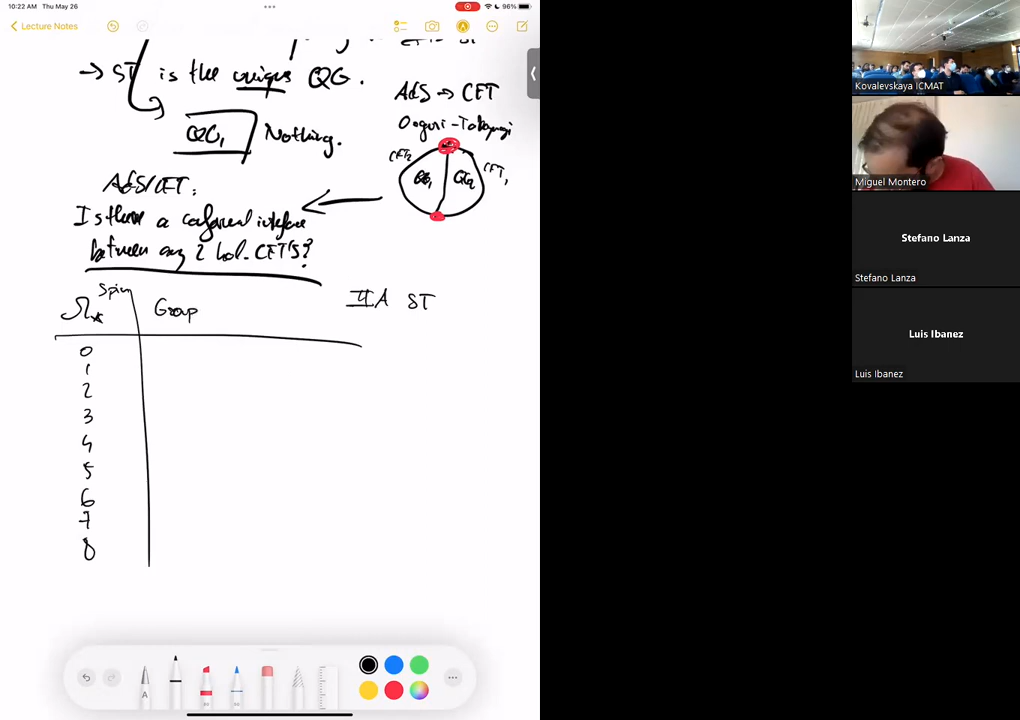 10:22 AM Thu May 26
96%
Lecture Notes
→ ST is the unique QG.
QG₁ Nothing.
AdS → CFT
Ooguri-Takayanagi
CFT₂
CFT₁
QG₁
QG₂
AdS/CFT:
Is there a conformal interface
between any 2 hol. CFT's?
Ω* Spin Group
IIA ST
0
1
2
3
4
5
6
7
8
A
Kovalevskaya ICMAT
Miguel Montero
Stefano Lanza
Stefano Lanza
Luis Ibanez
Luis Ibanez